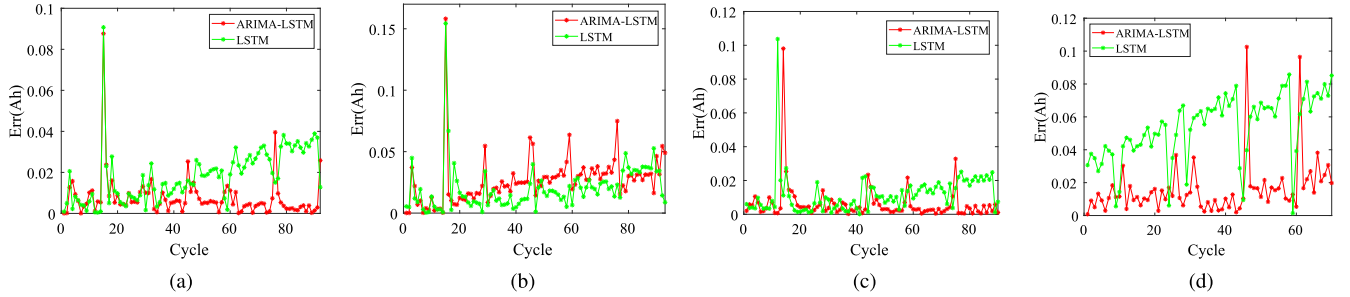 0.1
0.08
0.06
0.04
0.02
0
Err(Ah)
ARIMA-LSTM
LSTM
0 20 40 60 80
Cycle
(a)
0.15
0.1
0.05
0
Err(Ah)
ARIMA-LSTM
LSTM
0 20 40 60 80
Cycle
(b)
0.12
0.1
0.08
0.06
0.04
0.02
0
Err(Ah)
ARIMA-LSTM
LSTM
0 20 40 60 80
Cycle
(c)
0.12
0.1
0.08
0.06
0.04
0.02
0
Err(Ah)
ARIMA-LSTM
LSTM
0 20 40 60
Cycle
(d)